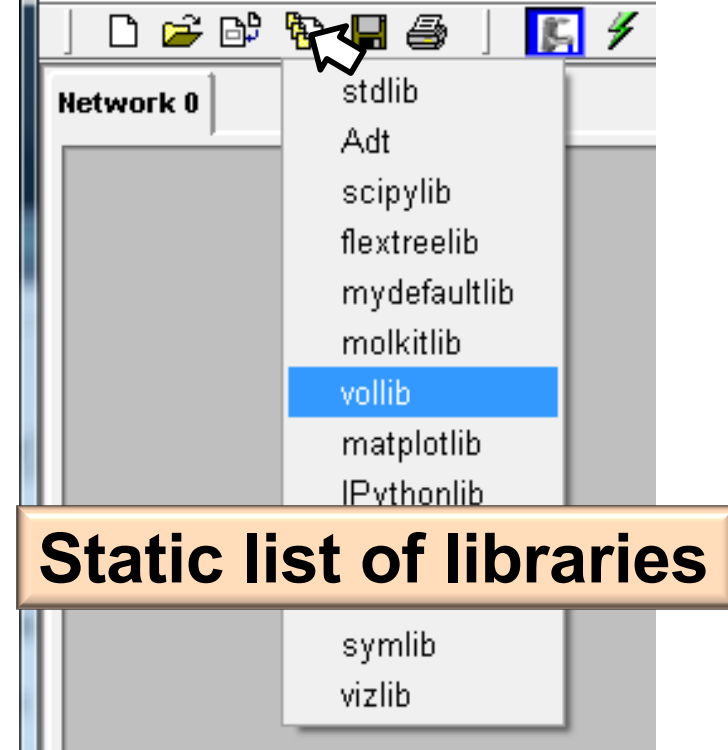 Network 0
stdlib
Adt
scipylib
flextreelib
mydefaultlib
molkitlib
vollib
matplotlib
IPythonlib
Static list of libraries
symlib
vizlib